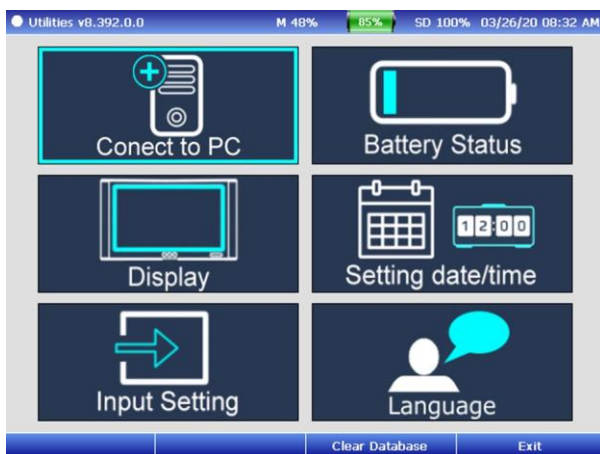 Utilities v8.392.0.0 M 48% 85% SD 100% 03/26/20 08:32 AM
Conect to PC Battery Status
12:00
Display Setting date/time
Input Setting Language
Clear Database Exit